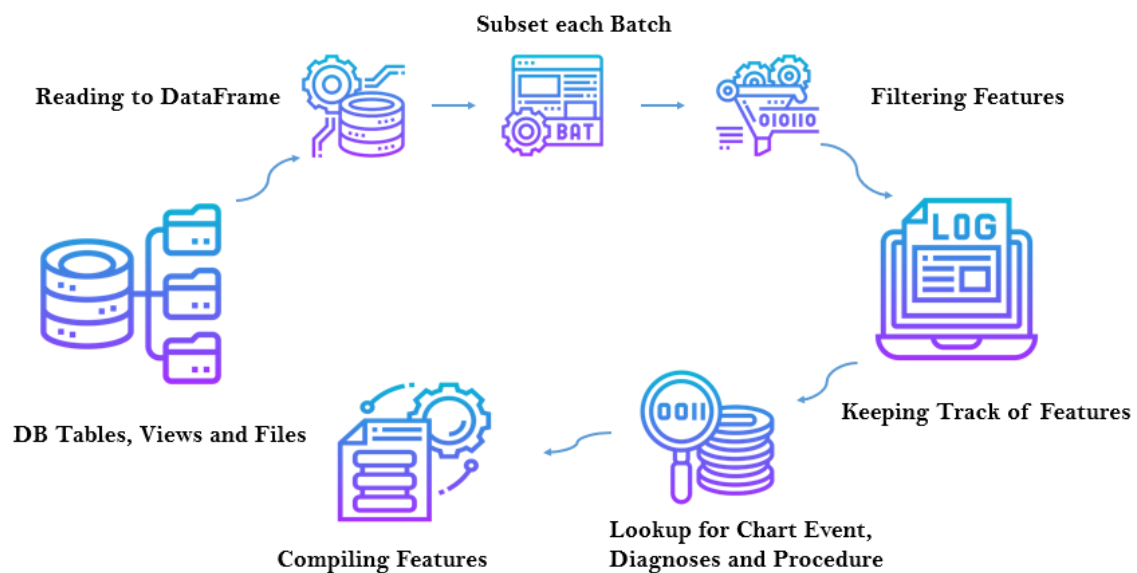 Subset each Batch
Reading to DataFrame
Filtering Features
BAT
010110
LOG
0011
DB Tables, Views and Files
Keeping Track of Features
Lookup for Chart Event,
Diagnoses and Procedure
Compiling Features